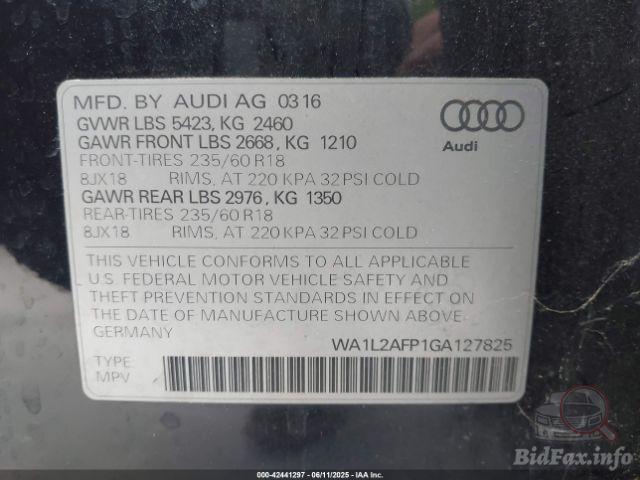 MFD. BY AUDI AG 03 16
GVWR LBS 5423, KG 2460
GAWR FRONT LBS 2668, KG 1210
FRONT-TIRES 235/60 R18
8JX18 RIMS, AT 220 KPA 32 PSI COLD
GAWR REAR LBS 2976, KG 1350
REAR-TIRES 235/60 R18
8JX18 RIMS, AT 220 KPA 32 PSI COLD
Audi
THIS VEHICLE CONFORMS TO ALL APPLICABLE
U.S. FEDERAL MOTOR VEHICLE SAFETY AND
THEFT PREVENTION STANDARDS IN EFFECT ON
THE DATE OF MANUFACTURE SHOWN ABOVE.
GERMANY
WA1L2AFP1GA127825
TYPE
MPV
BidFax.info
000-42441297 - 06/11/2025 - IAA Inc.